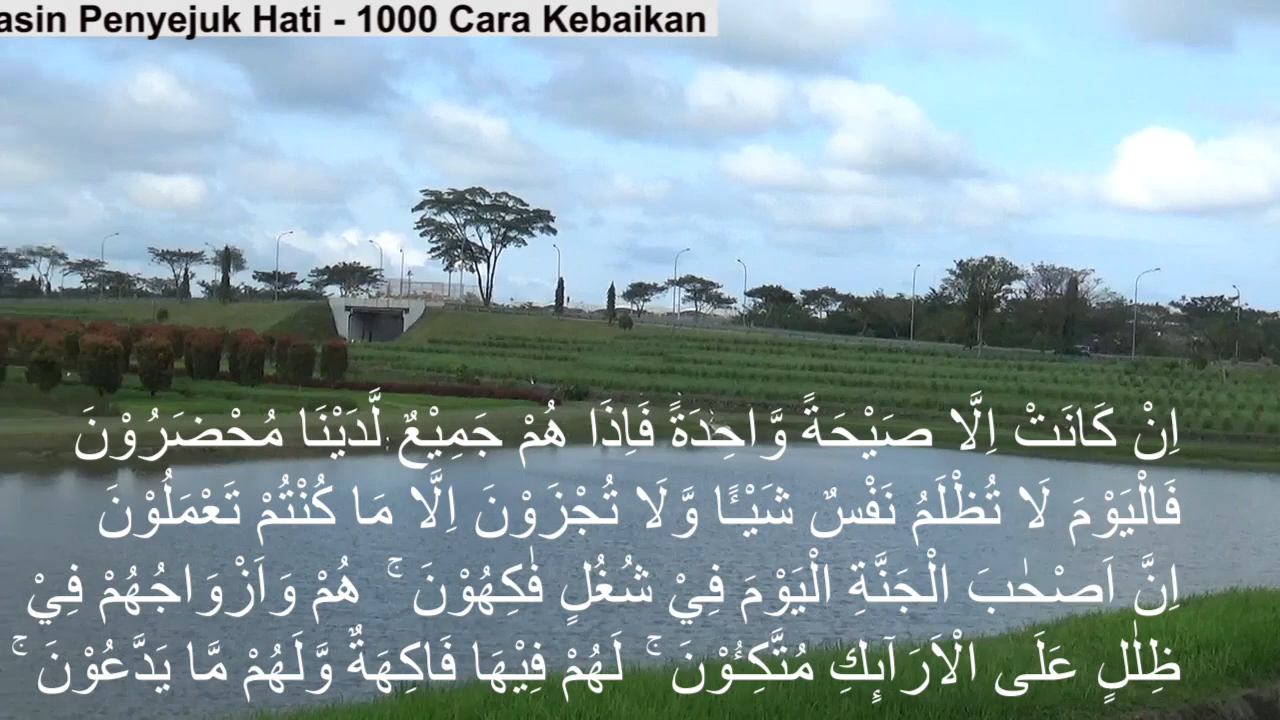 asin Penyejuk Hati - 1000 Cara Kebaikan
اِنْ كَانَتْ اِلَّا صَيْحَةً وَّاحِدَةً فَاِذَا هُمْ جَمِيْعٌ لَّدَيْنَا مُحْضَرُوْنَ
فَالْيَوْمَ لَا تُظْلَمُ نَفْسٌ شَيْـًٔا وَّلَا تُجْزَوْنَ اِلَّا مَا كُنْتُمْ تَعْمَلُوْنَ
اِنَّ اَصْحٰبَ الْجَنَّةِ الْيَوْمَ فِيْ شُغُلٍ فٰكِهُوْنَ ۚ هُمْ وَاَزْوَاجُهُمْ فِيْ
ظِلٰلٍ عَلَى الْاَرَاۤىِٕكِ مُتَّكِـُٔوْنَ ۚ لَهُمْ فِيْهَا فَاكِهَةٌ وَّلَهُمْ مَّا يَدَّعُوْنَ ۚ